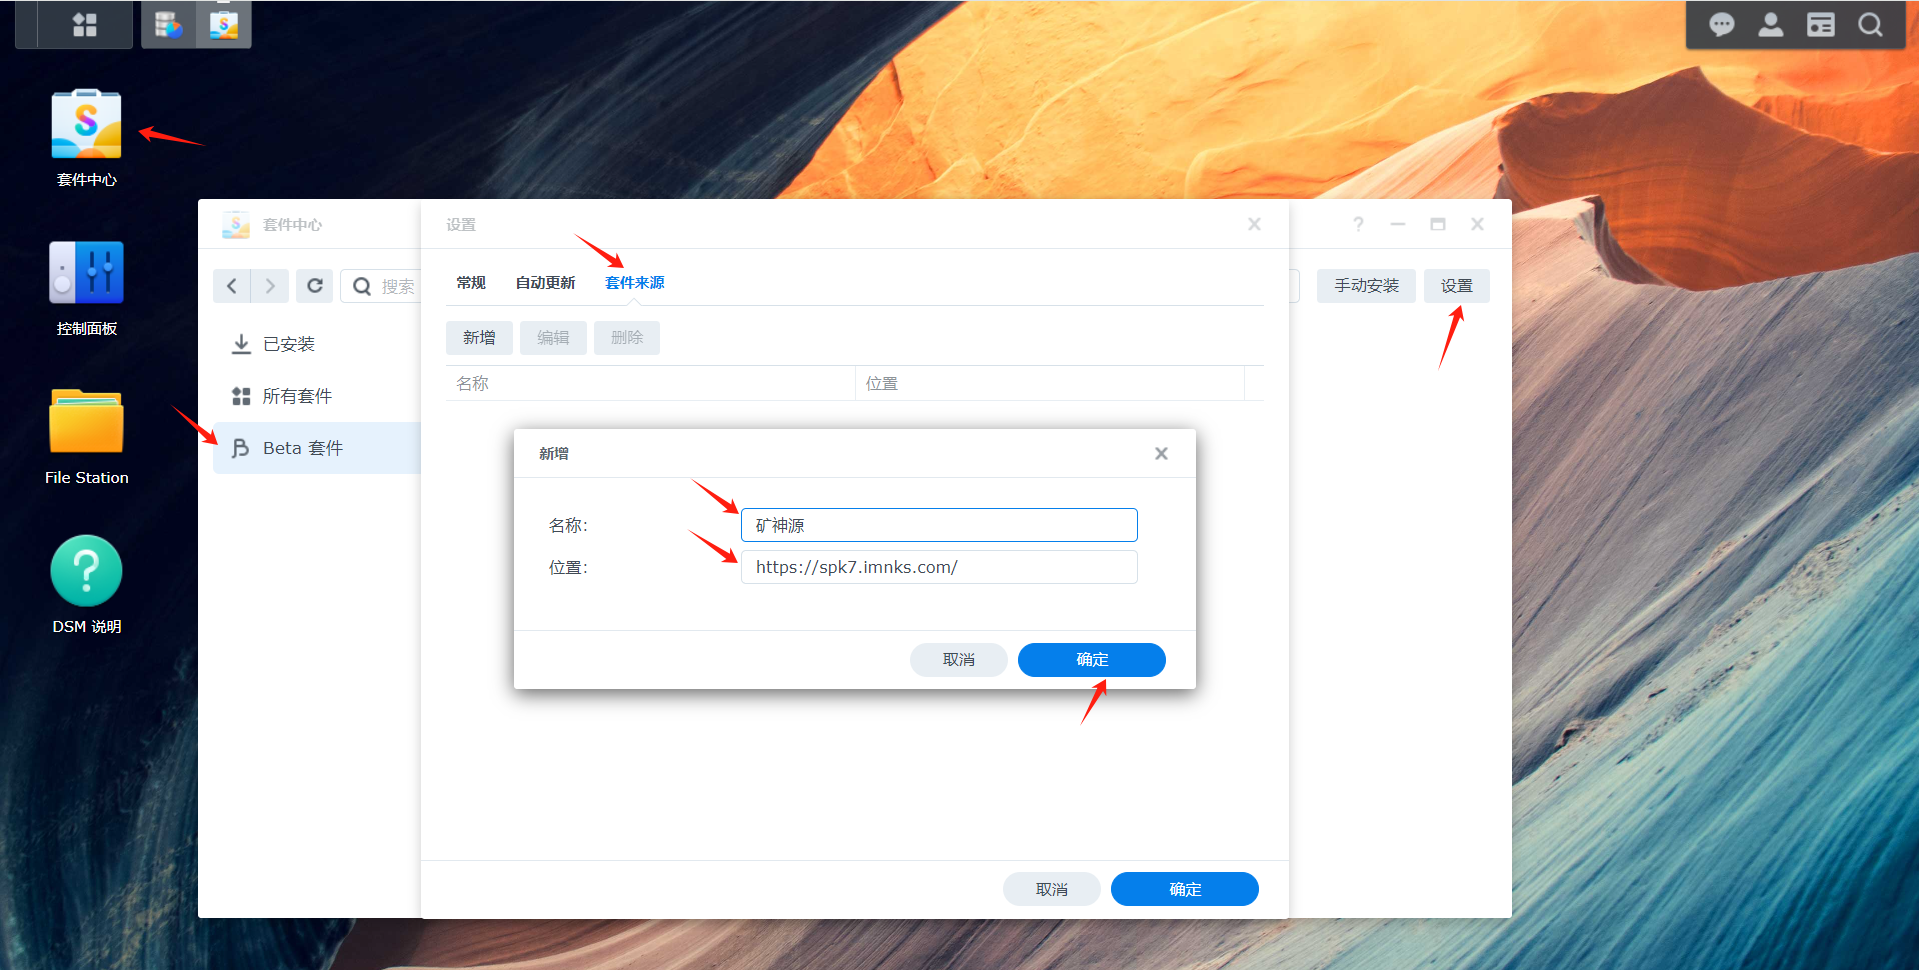 套件中心
控制面板
File Station
DSM 说明
套件中心
设置
常规
自动更新
套件来源
搜索
手动安装
设置
新增
编辑
删除
已安装
名称
位置
所有套件
Beta 套件
新增
名称:
矿神源
位置:
https://spk7.imnks.com/
取消
确定
取消
确定